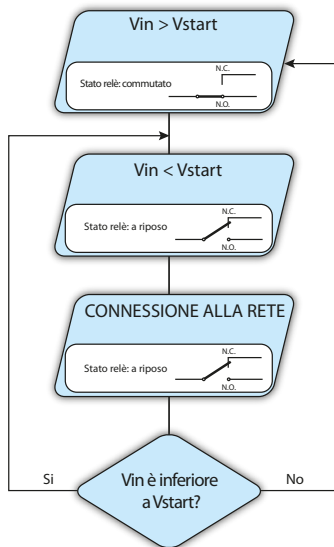 Vin > Vstart
N.C.
Stato relè: commutato
N.O.
Vin < Vstart
N.C.
Stato relè: a riposo
N.O.
CONNESSIONE ALLA RETE
N.C.
Stato relè: a riposo
N.O.
Si
No
Vin è inferiore
a Vstart?